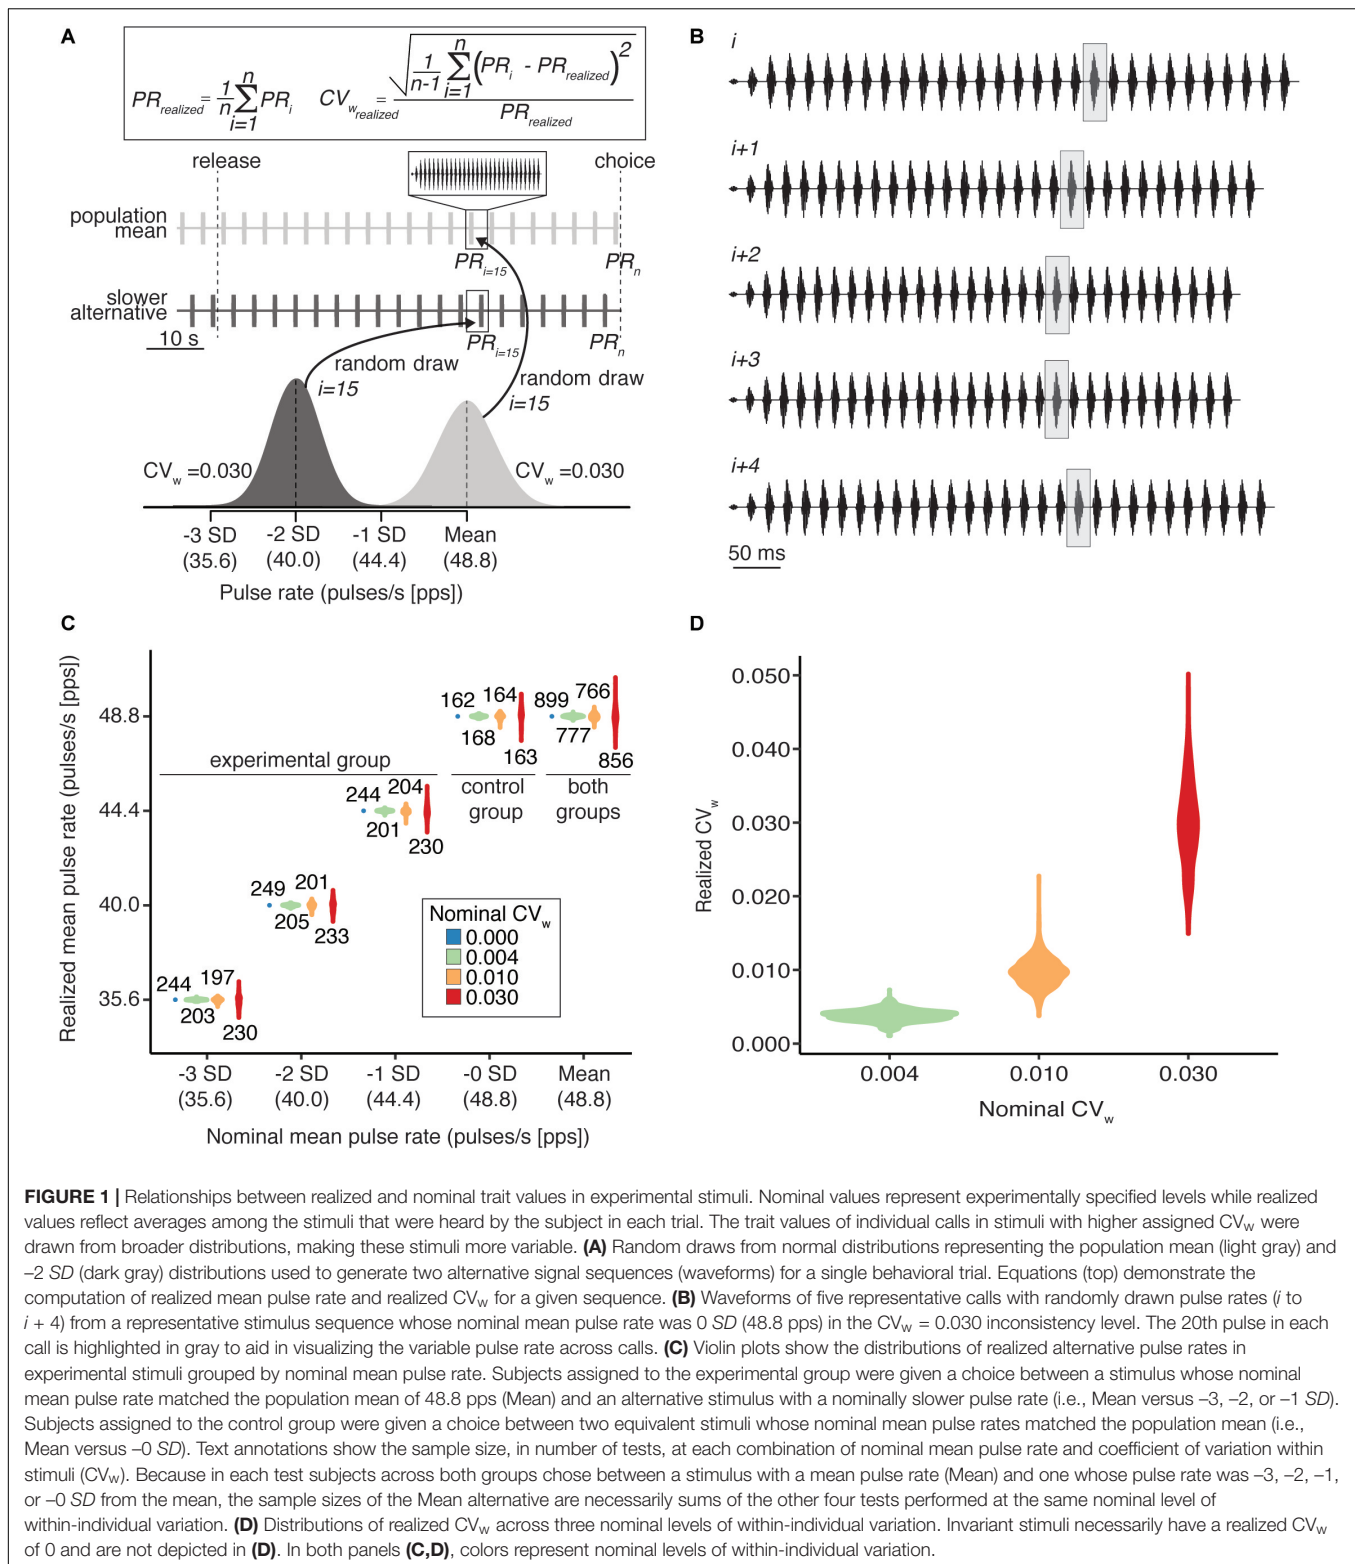 A
PR_realized = 1/n n∑i=1 PR_i    CV_w realized = √(1/n-1 n∑i=1 (PR_i - PR_realized)^2) / PR_realized
release
choice
population
mean
PR_i=15
PR_n
slower
alternative
10 s
PR_i=15
PR_n
random draw
i=15
random draw
i=15
CV_w =0.030
CV_w =0.030
-3 SD
(35.6)
-2 SD
(40.0)
-1 SD
(44.4)
Mean
(48.8)
Pulse rate (pulses/s [pps])
B
i
i+1
i+2
i+3
i+4
50 ms
C
Realized mean pulse rate (pulses/s [pps])
48.8
44.4
40.0
35.6
162 164
168
163
899 766
777
856
experimental group
control
group
both
groups
244 204
201
230
249 201
205
233
244 197
203
230
Nominal CV_w
0.000
0.004
0.010
0.030
-3 SD
(35.6)
-2 SD
(40.0)
-1 SD
(44.4)
-0 SD
(48.8)
Mean
(48.8)
Nominal mean pulse rate (pulses/s [pps])
D
Realized CV_w
0.050
0.040
0.030
0.020
0.010
0.000
0.004
0.010
0.030
Nominal CV_w
FIGURE 1 | Relationships between realized and nominal trait values in experimental stimuli. Nominal values represent experimentally specified levels while realized
values reflect averages among the stimuli that were heard by the subject in each trial. The trait values of individual calls in stimuli with higher assigned CV_w were
drawn from broader distributions, making these stimuli more variable. (A) Random draws from normal distributions representing the population mean (light gray) and
–2 SD (dark gray) distributions used to generate two alternative signal sequences (waveforms) for a single behavioral trial. Equations (top) demonstrate the
computation of realized mean pulse rate and realized CV_w for a given sequence. (B) Waveforms of five representative calls with randomly drawn pulse rates (i to
i + 4) from a representative stimulus sequence whose nominal mean pulse rate was 0 SD (48.8 pps) in the CV_w = 0.030 inconsistency level. The 20th pulse in each
call is highlighted in gray to aid in visualizing the variable pulse rate across calls. (C) Violin plots show the distributions of realized alternative pulse rates in
experimental stimuli grouped by nominal mean pulse rate. Subjects assigned to the experimental group were given a choice between a stimulus whose nominal
mean pulse rate matched the population mean of 48.8 pps (Mean) and an alternative stimulus with a nominally slower pulse rate (i.e., Mean versus –3, –2, or –1 SD).
Subjects assigned to the control group were given a choice between two equivalent stimuli whose nominal mean pulse rates matched the population mean (i.e.,
Mean versus –0 SD). Text annotations show the sample size, in number of tests, at each combination of nominal mean pulse rate and coefficient of variation within
stimuli (CV_w). Because in each test subjects across both groups chose between a stimulus with a mean pulse rate (Mean) and one whose pulse rate was –3, –2, –1,
or –0 SD from the mean, the sample sizes of the Mean alternative are necessarily sums of the other four tests performed at the same nominal level of
within-individual variation. (D) Distributions of realized CV_w across three nominal levels of within-individual variation. Invariant stimuli necessarily have a realized CV_w
of 0 and are not depicted in (D). In both panels (C,D), colors represent nominal levels of within-individual variation.